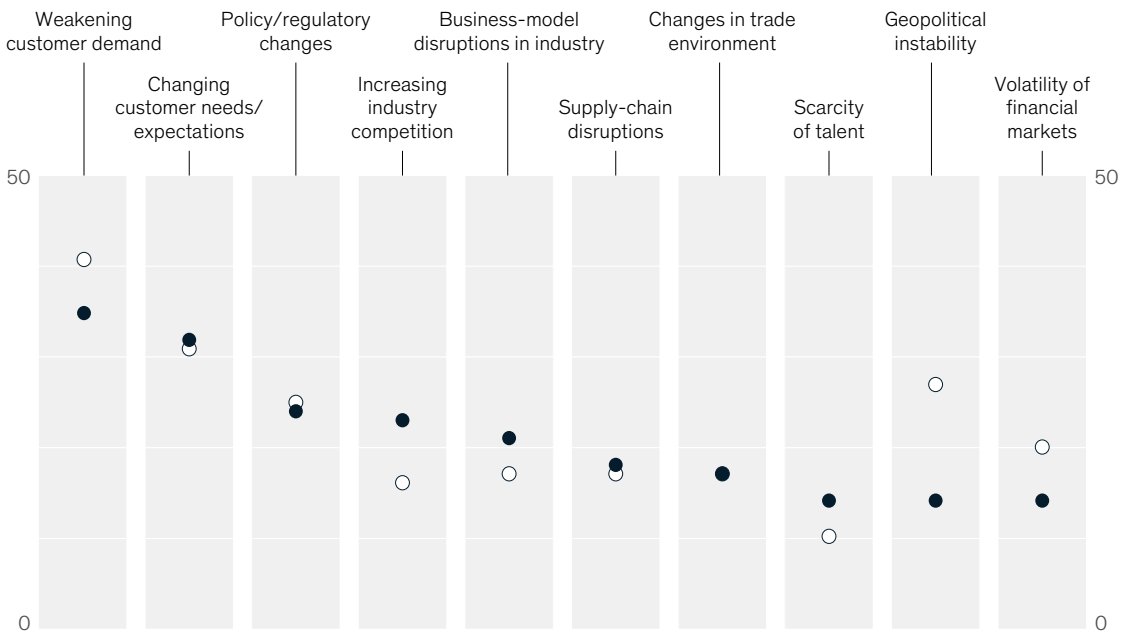 Weakening
customer demand
Changing
customer needs/
expectations
Policy/regulatory
changes
Increasing
industry
competition
Business-model
disruptions in industry
Supply-chain
disruptions
Changes in trade
environment
Scarcity
of talent
Geopolitical
instability
Volatility of
financial
markets
50
50
0
0